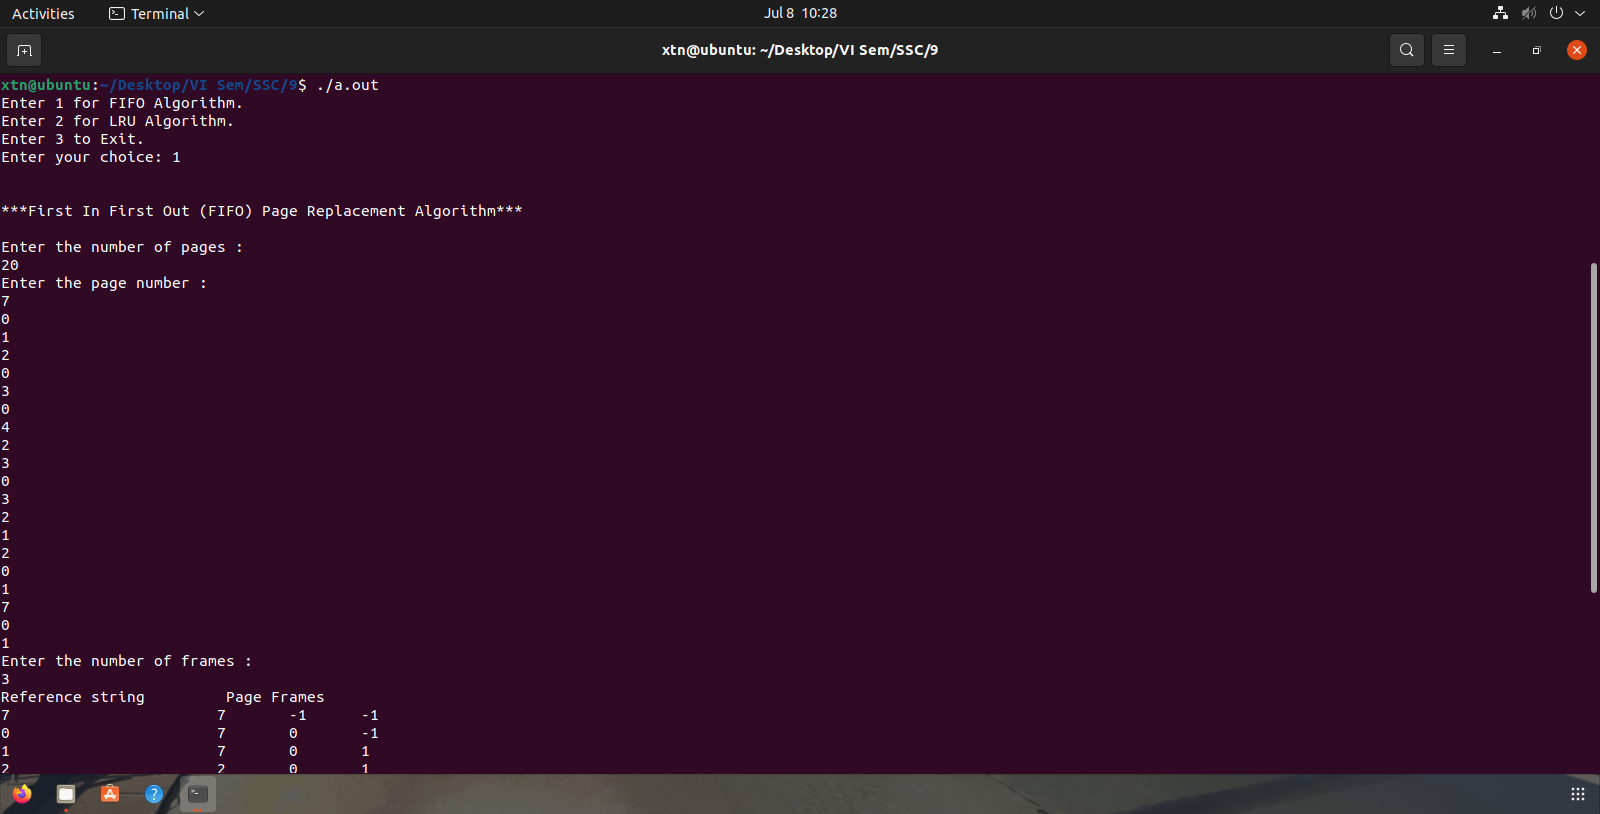 Activities
Terminal
Jul 8 10:28
xtn@ubuntu: ~/Desktop/VI Sem/SSC/9
xtn@ubuntu:~/Desktop/VI Sem/SSC/9$ ./a.out
Enter 1 for FIFO Algorithm.
Enter 2 for LRU Algorithm.
Enter 3 to Exit.
Enter your choice: 1
***First In First Out (FIFO) Page Replacement Algorithm***
Enter the number of pages :
20
Enter the page number :
7
0
1
2
0
3
0
4
2
3
0
3
2
1
2
0
1
7
0
1
Enter the number of frames :
3
Reference string Page Frames
7 7 -1 -1
0 7 0 -1
1 7 0 1
2 2 0 1